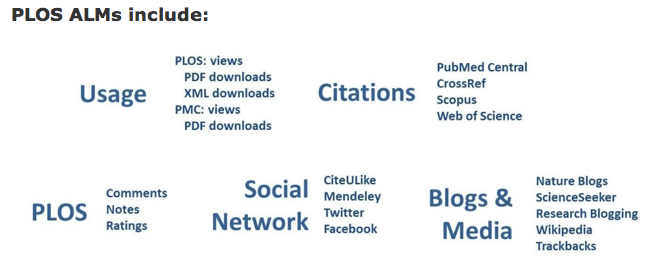 PLOS ALMs include:
Usage
PLOS: views
PDF downloads
XML downloads
PMC: views
PDF downloads
Citations
PubMed Central
CrossRef
Scopus
Web of Science
PLOS
Comments
Notes
Ratings
Social
Network
CiteULike
Mendeley
Twitter
Facebook
Blogs &
Media
Nature Blogs
ScienceSeeker
Research Blogging
Wikipedia
Trackbacks